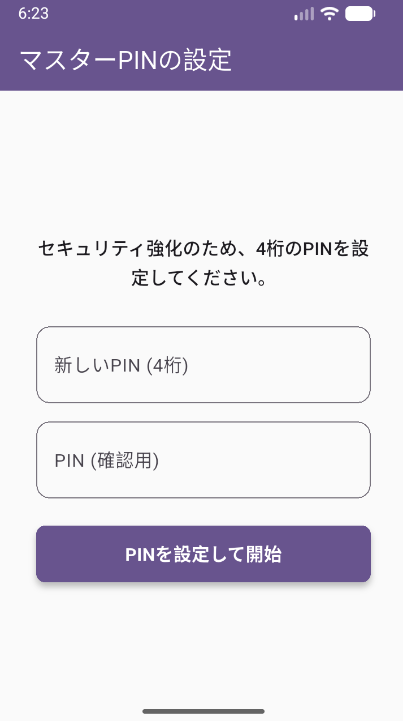 6:23
マスターPINの設定
セキュリティ強化のため、4桁のPINを設
定してください。
新しいPIN (4桁)
PIN (確認用)
PINを設定して開始